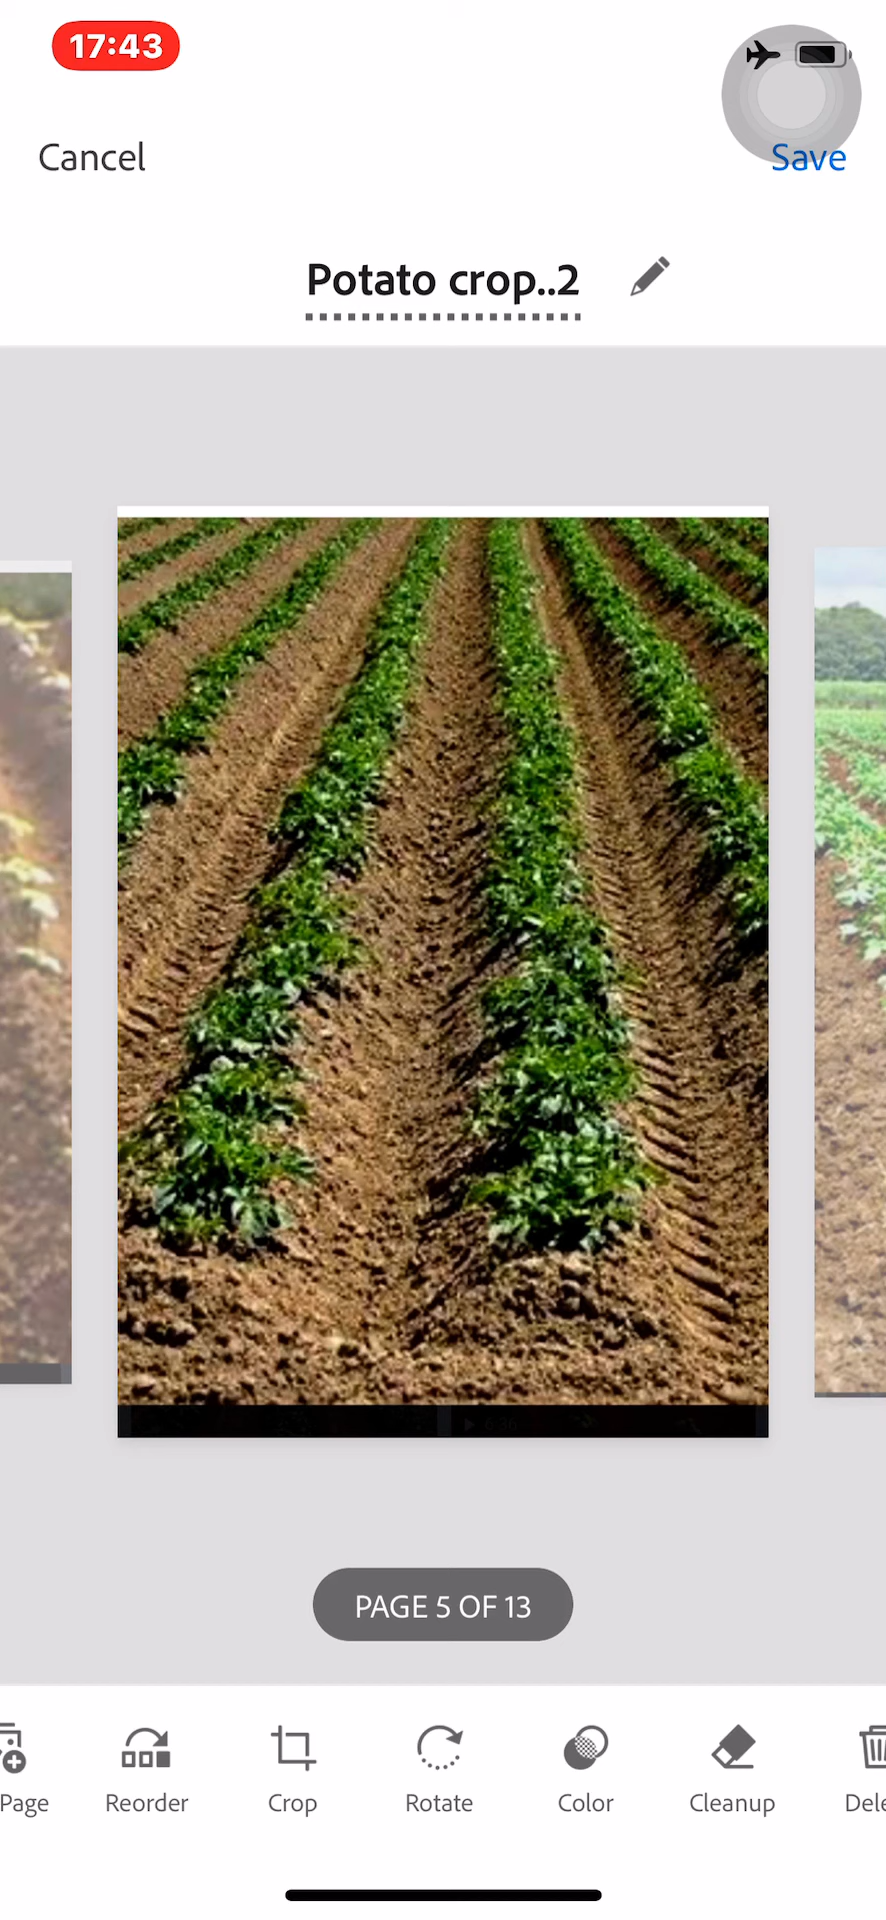 17:43
Cancel
Save
Potato crop..2
PAGE 5 OF 13
Page
Reorder
Crop
Rotate
Color
Cleanup
Dele